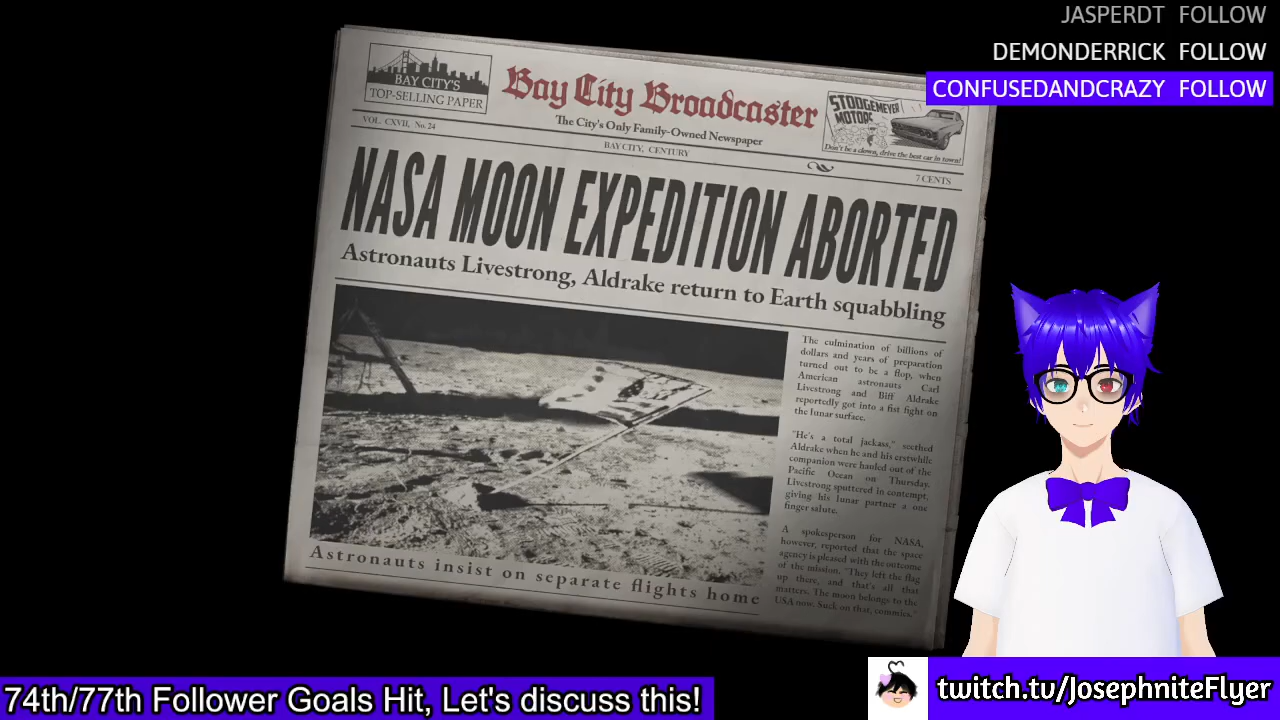 JASPERDT FOLLOW
DEMONDERRICK FOLLOW
CONFUSEDANDCRAZY FOLLOW
BAY CITY'S
TOP-SELLING PAPER
Bay City Broadcaster
The City's Only Family-Owned Newspaper
STODGEMEYER
MOTORS
Don't be a clown, drive the best car in town!
VOL. CXVII, No. 24
BAY CITY, CENTURY
7 CENTS
NASA MOON EXPEDITION ABORTED
Astronauts Livestrong, Aldrake return to Earth squabbling
The culmination of billions of
dollars and years of preparation
turned out to be a flop, when
American astronauts Carl
Livestrong and Biff Aldrake
reportedly got into a fist fight on
the lunar surface.
"He's a total jackass," seethed
Aldrake when he and his erstwhile
companion were hauled out of the
Pacific Ocean on Thursday.
Livestrong sputtered in contempt,
giving his lunar partner a one
finger salute.
A spokesperson for NASA,
however, reported that the space
agency is pleased with the outcome
of the mission. "They left the flag
up there, and that's all that
matters. The moon belongs to the
USA now. Suck on that, commies."
Astronauts insist on separate flights home
74th/77th Follower Goals Hit, Let's discuss this!
twitch.tv/JosephniteFlyer